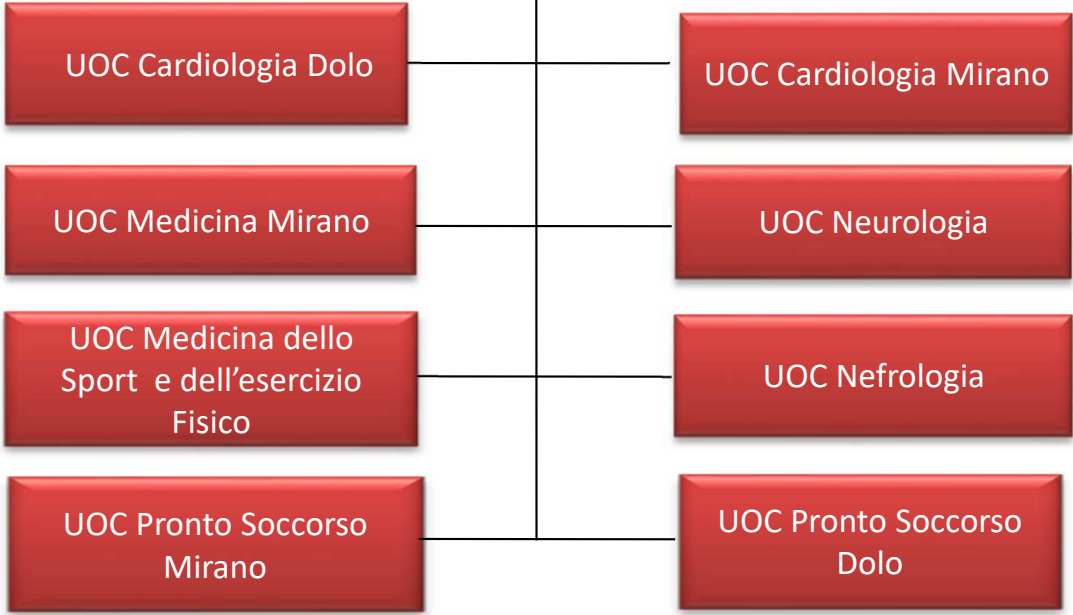 UOC Cardiologia Dolo
UOC Cardiologia Mirano
UOC Medicina Mirano
UOC Neurologia
UOC Medicina dello
Sport e dell’esercizio
Fisico
UOC Nefrologia
UOC Pronto Soccorso
Mirano
UOC Pronto Soccorso
Dolo